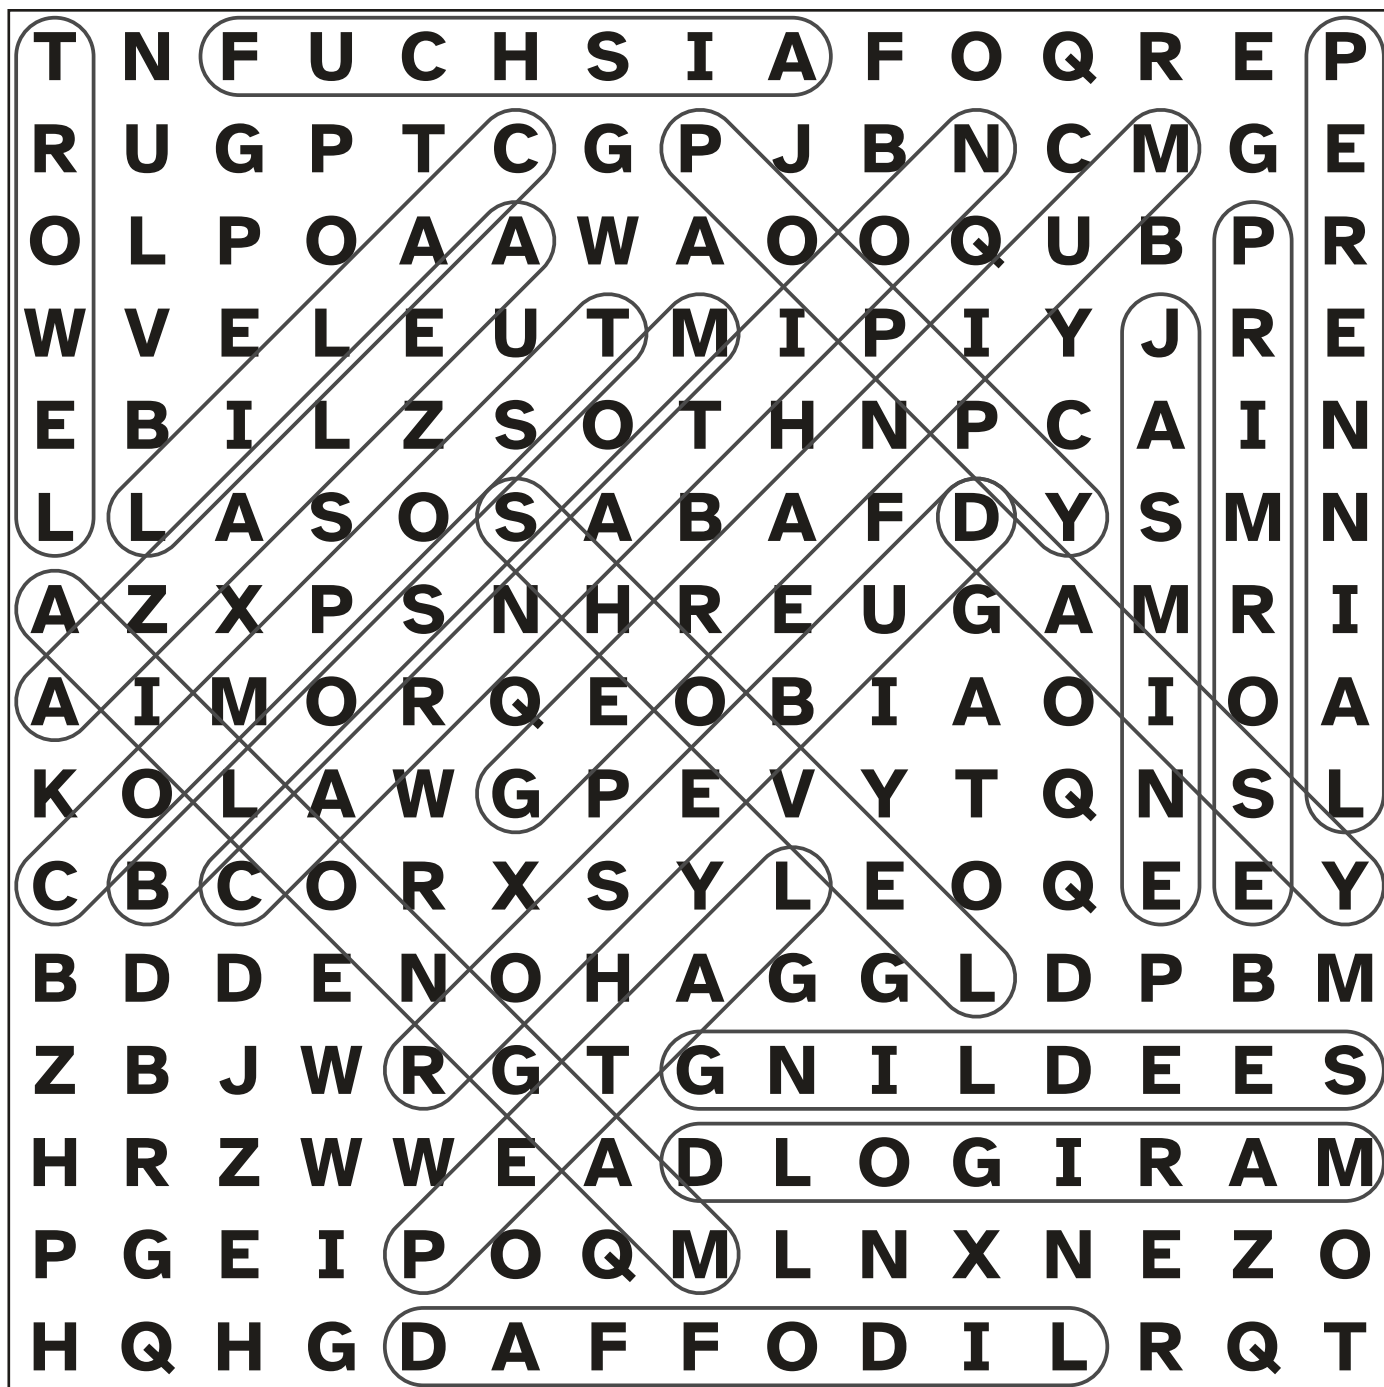 T N F U C H S I A F O Q R E P
R U G P T C G P J B N C M G E
O L P O A A W A O O Q U B P R
W V E L E U T M I P I Y J R E
E B I L Z S O T H N P C A I N
L L A S O S A B A F D Y S M N
A Z X P S N H R E U G A M R I
A I M O R Q E O B I A O I O A
K O L A W G P E V Y T Q N S L
C B C O R X S Y L E O Q E E Y
B D D E N O H A G G L D P B M
Z B J W R G T G N I L D E E S
H R Z W W E A D L O G I R A M
P G E I P O Q M L N X N E Z O
H Q H G D A F F O D I L R Q T